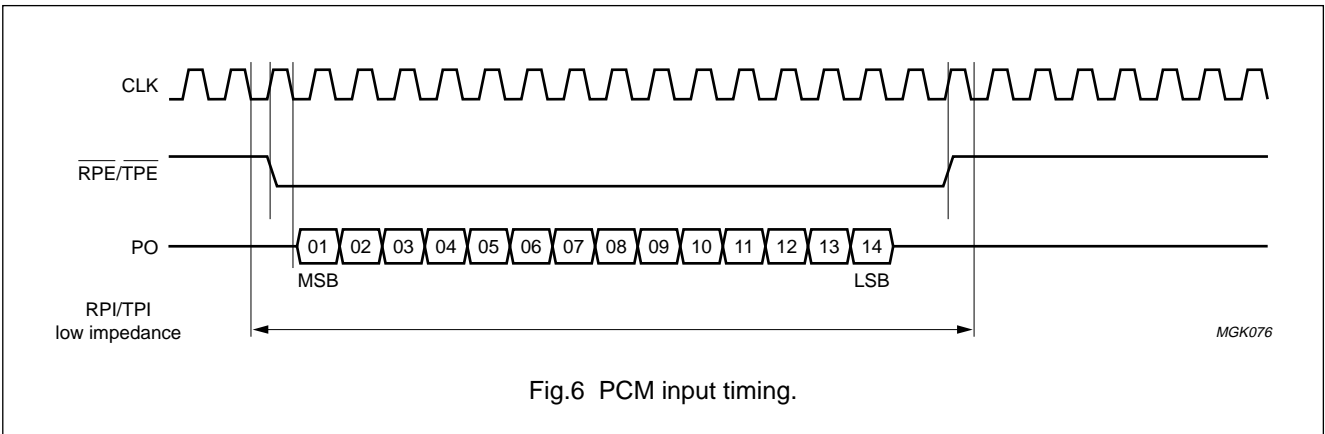 CLK
RPE/TPE
PO
01 02 03 04 05 06 07 08 09 10 11 12 13 14
MSB LSB
RPI/TPI
low impedance
MGK076
Fig.6 PCM input timing.